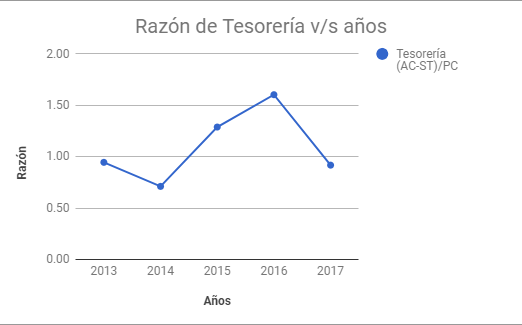 Razón de Tesorería v/s años
Tesorería
(AC-ST)/PC
2.00
1.50
1.00
0.50
0.00
Razón
2013 2014 2015 2016 2017
Años